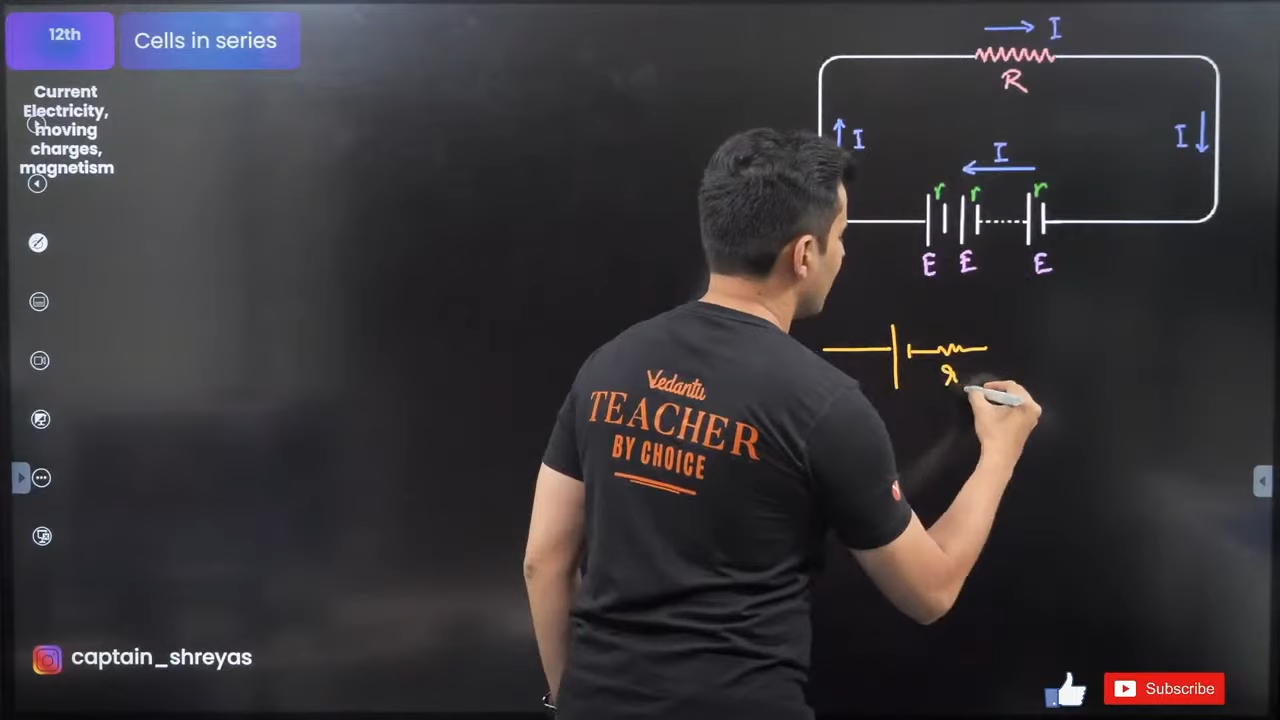 12th
Cells in series
Current
Electricity,
moving
charges,
magnetism
I
R
I
I
I
r r r
E E E
r
Vedantu
TEACHER
BY CHOICE
captain_shreyas
Subscribe